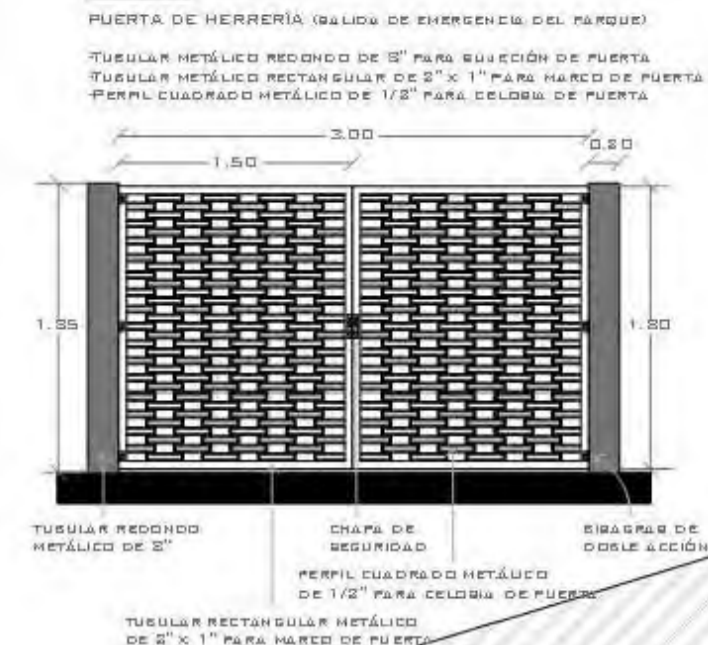 PUERTA DE HERRERÌA (SALIDA DE EMERGENCIA DEL PARQUE)
-TUBULAR METÁLICO REDONDO DE 8" PARA SUJECIÓN DE PUERTA
-TUBULAR METÁLICO RECTANGULAR DE 2" X 1" PARA MARCO DE PUERTA
-PERFIL CUADRADO METÁLICO DE 1/2" PARA CELOSIA DE PUERTA
3.00
1.50
0.20
1.85
1.80
TUBULAR REDONDO
METÁLICO DE 8"
CHAPA DE
SEGURIDAD
BISAGRAS DE
DOBLE ACCIÓN
PERFIL CUADRADO METÁLICO
DE 1/2" PARA CELOSIA DE PUERTA
TUBULAR RECTANGULAR METÁLICO
DE 2" X 1" PARA MARCO DE PUERTA